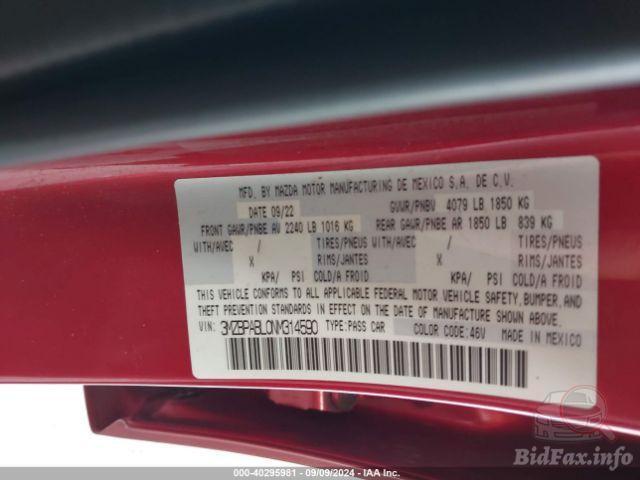 MFD. BY MAZDA MOTOR MANUFACTURING DE MEXICO S.A. DE C.V.
DATE 09/22 GVWR/PNBV 4079 LB 1850 KG
FRONT GAWR/PNBE AV 2240 LB 1016 KG REAR GAWR/PNBE AR 1850 LB 839 KG
WITH/AVEC / TIRES/PNEUS WITH/AVEC / TIRES/PNEUS
X RIMS/JANTES X RIMS/JANTES
KPA/ PSI COLD/A FROID KPA/ PSI COLD/A FROID
THIS VEHICLE CONFORMS TO ALL APPLICABLE FEDERAL MOTOR VEHICLE SAFETY, BUMPER, AND
THEFT PREVENTION STANDARDS IN EFFECT ON THE DATE OF MANUFACTURE SHOWN ABOVE.
VIN: 3MZBPABL0NM314590 TYPE:PASS CAR COLOR CODE:46V MADE IN MEXICO
BidFax.info
000-40295981 - 09/09/2024 - IAA Inc.